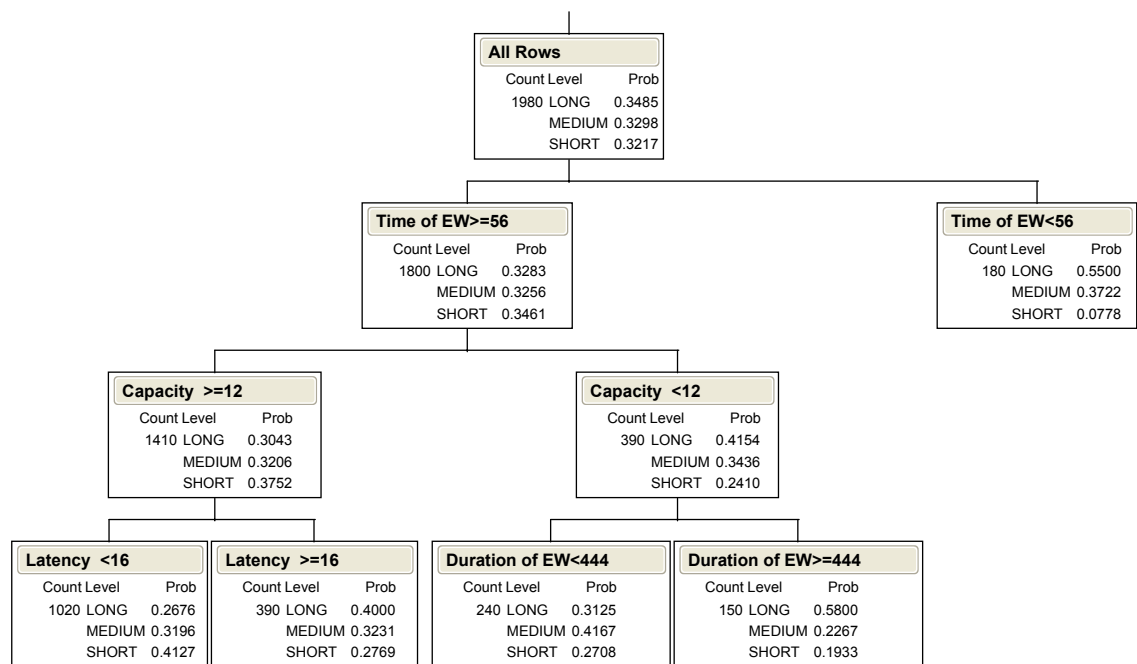 All Rows
Count Level Prob
1980 LONG 0.3485
MEDIUM 0.3298
SHORT 0.3217
Time of EW>=56
Count Level Prob
1800 LONG 0.3283
MEDIUM 0.3256
SHORT 0.3461
Time of EW<56
Count Level Prob
180 LONG 0.5500
MEDIUM 0.3722
SHORT 0.0778
Capacity >=12
Count Level Prob
1410 LONG 0.3043
MEDIUM 0.3206
SHORT 0.3752
Capacity <12
Count Level Prob
390 LONG 0.4154
MEDIUM 0.3436
SHORT 0.2410
Latency <16
Count Level Prob
1020 LONG 0.2676
MEDIUM 0.3196
SHORT 0.4127
Latency >=16
Count Level Prob
390 LONG 0.4000
MEDIUM 0.3231
SHORT 0.2769
Duration of EW<444
Count Level Prob
240 LONG 0.3125
MEDIUM 0.4167
SHORT 0.2708
Duration of EW>=444
Count Level Prob
150 LONG 0.5800
MEDIUM 0.2267
SHORT 0.1933